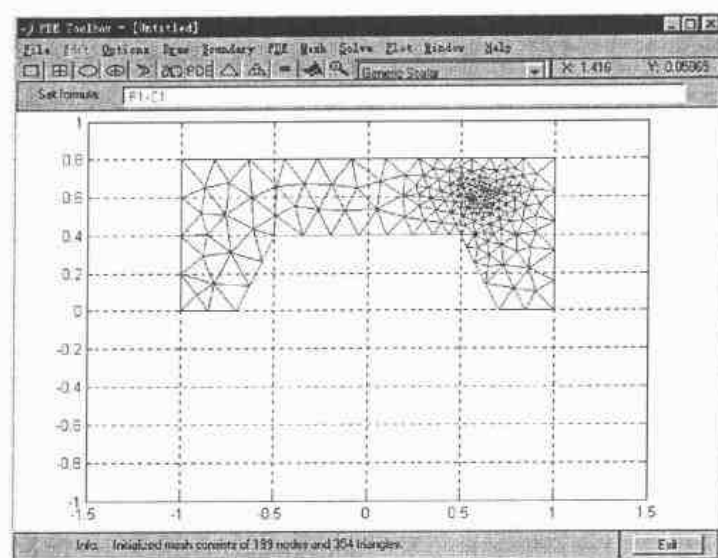 PDE Toolbox - [Untitled]
File Edit Options Draw Boundary PDE Mesh Solve Plot Window Help
PDE Generic Scalar X: 1.416 Y: 0.05065
Set formula:
1
0.8
0.6
0.4
0.2
0
-0.2
-0.4
-0.6
-0.8
-1
-1.5 -1 -0.5 0 0.5 1 1.5
Info: Initialized mesh consists of 199 nodes and 354 triangles. Exit